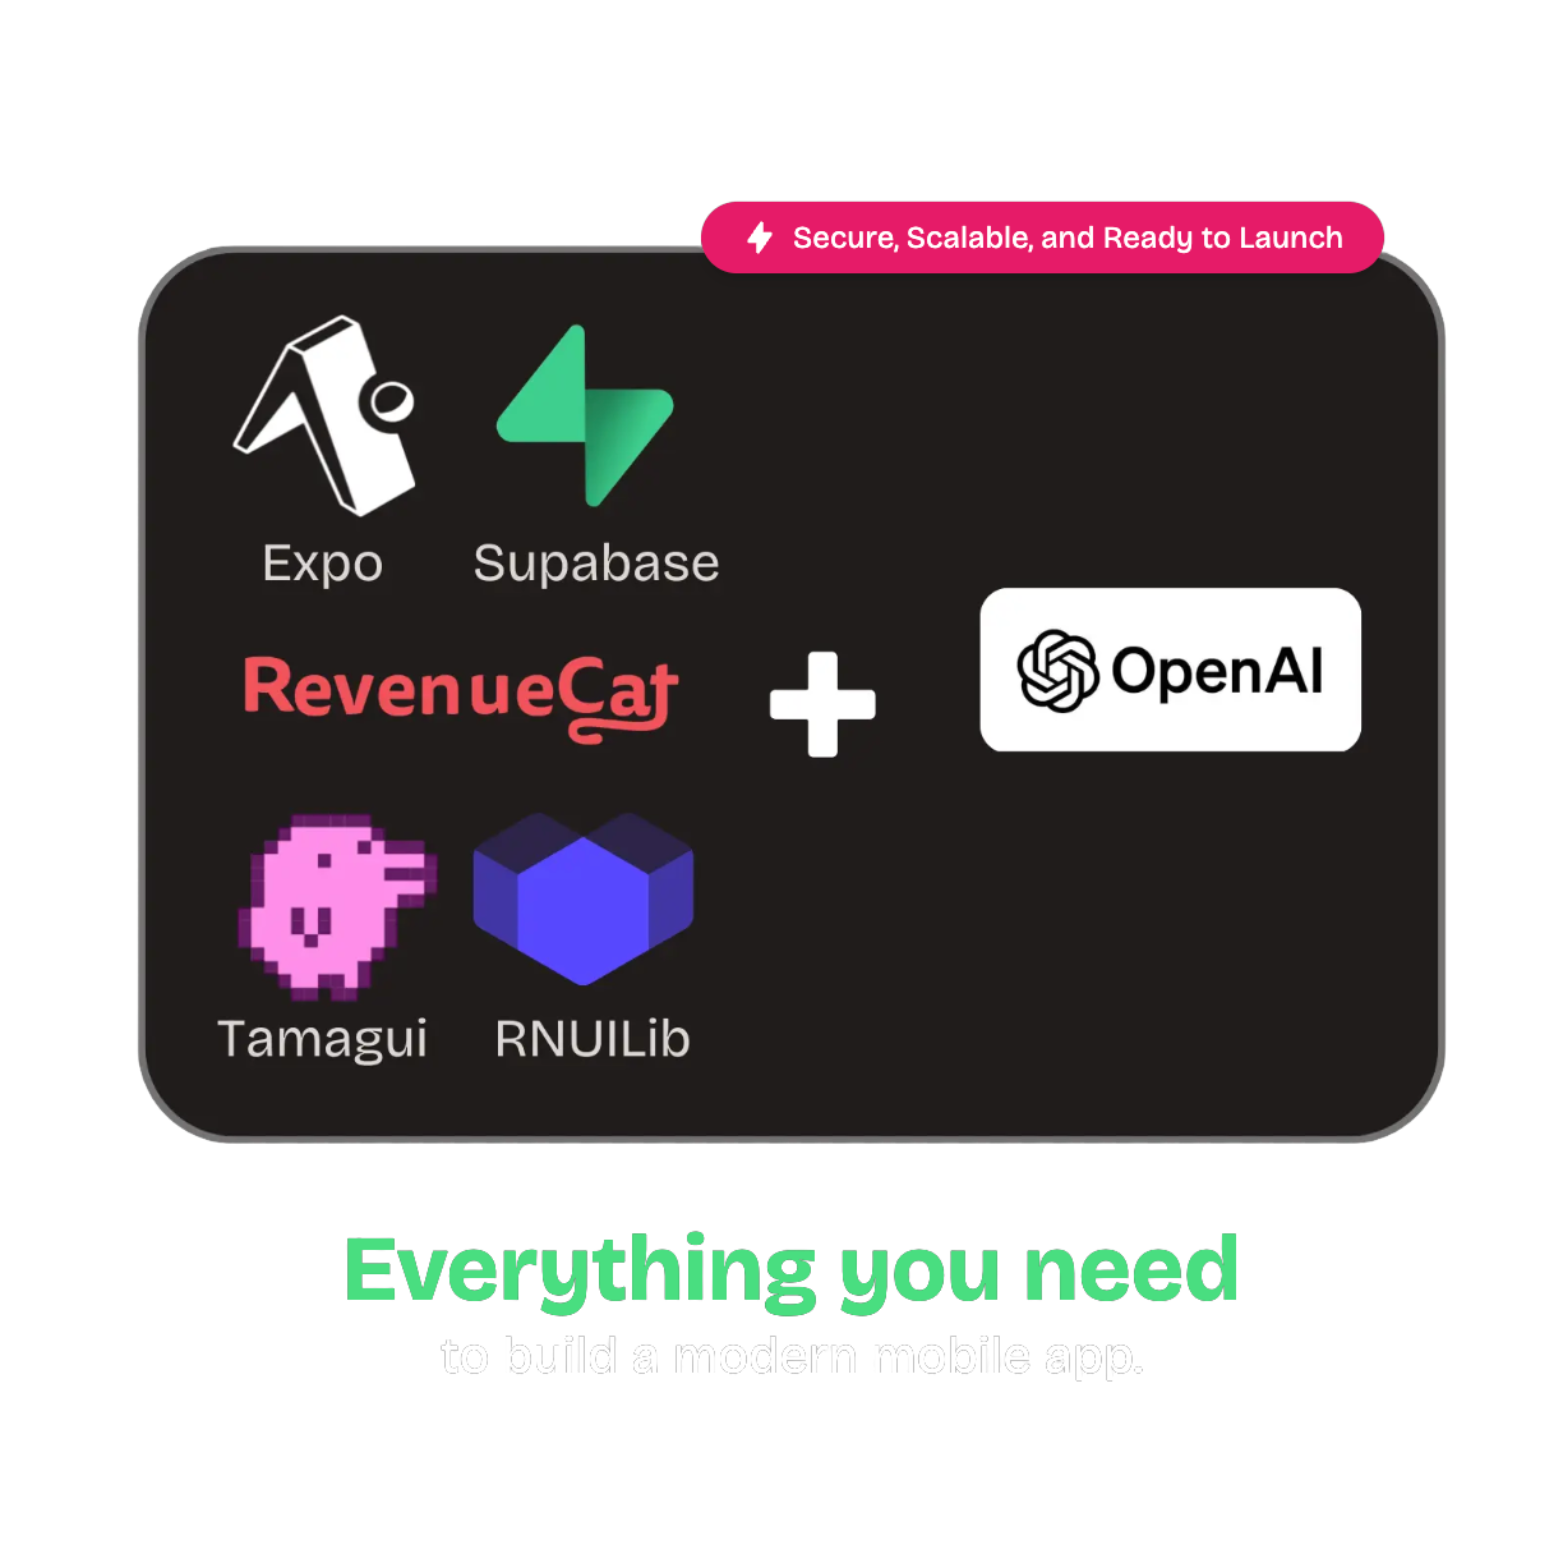 Secure, Scalable, and Ready to Launch
Expo
Supabase
RevenueCat
OpenAI
Tamagui
RNUILib
Everything you need
to build a modern mobile app.